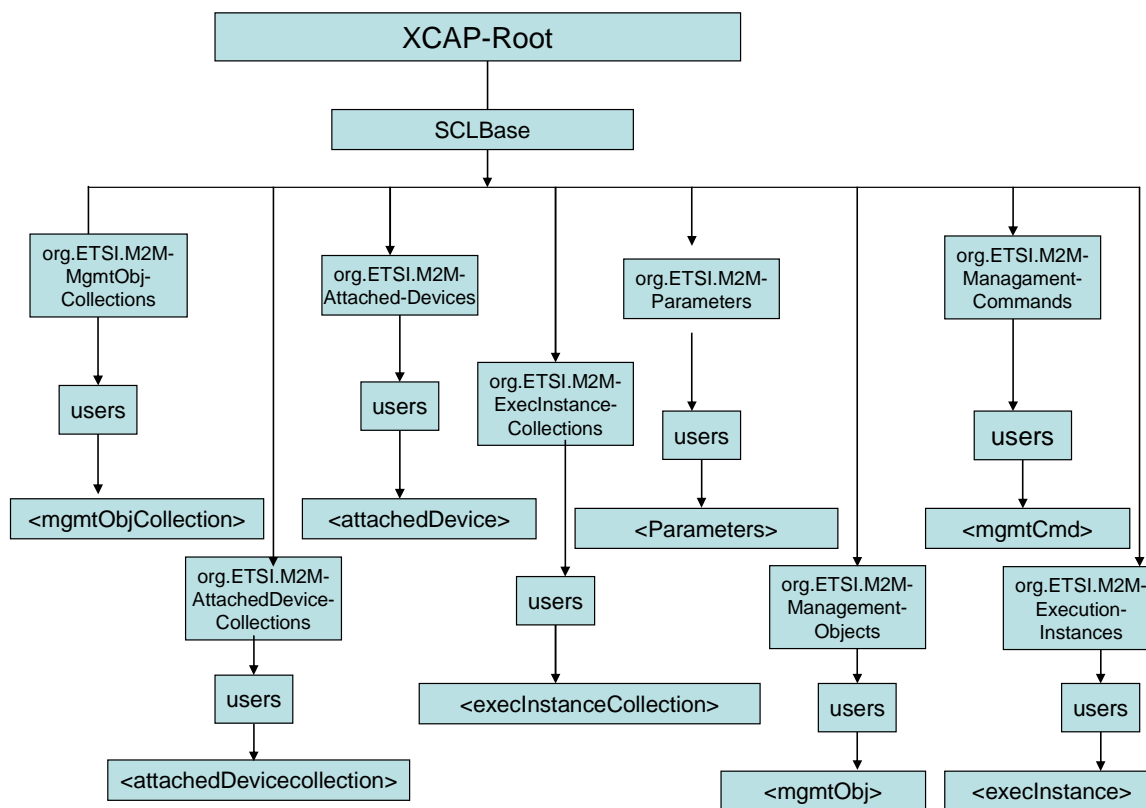 XCAP-Root
SCLBase
org.ETSI.M2M-
MgmtObj-
Collections
users
<mgmtObjCollection>
org.ETSI.M2M-
AttachedDevice-
Collections
users
<attachedDevicecollection>
org.ETSI.M2M-
Attached-Devices
users
<attachedDevice>
org.ETSI.M2M-
ExecInstance-
Collections
users
<execInstanceCollection>
org.ETSI.M2M-
Parameters
users
<Parameters>
org.ETSI.M2M-
Management-
Objects
users
<mgmtObj>
org.ETSI.M2M-
Managament-
Commands
users
<mgmtCmd>
org.ETSI.M2M-
Execution-
Instances
users
<execInstance>